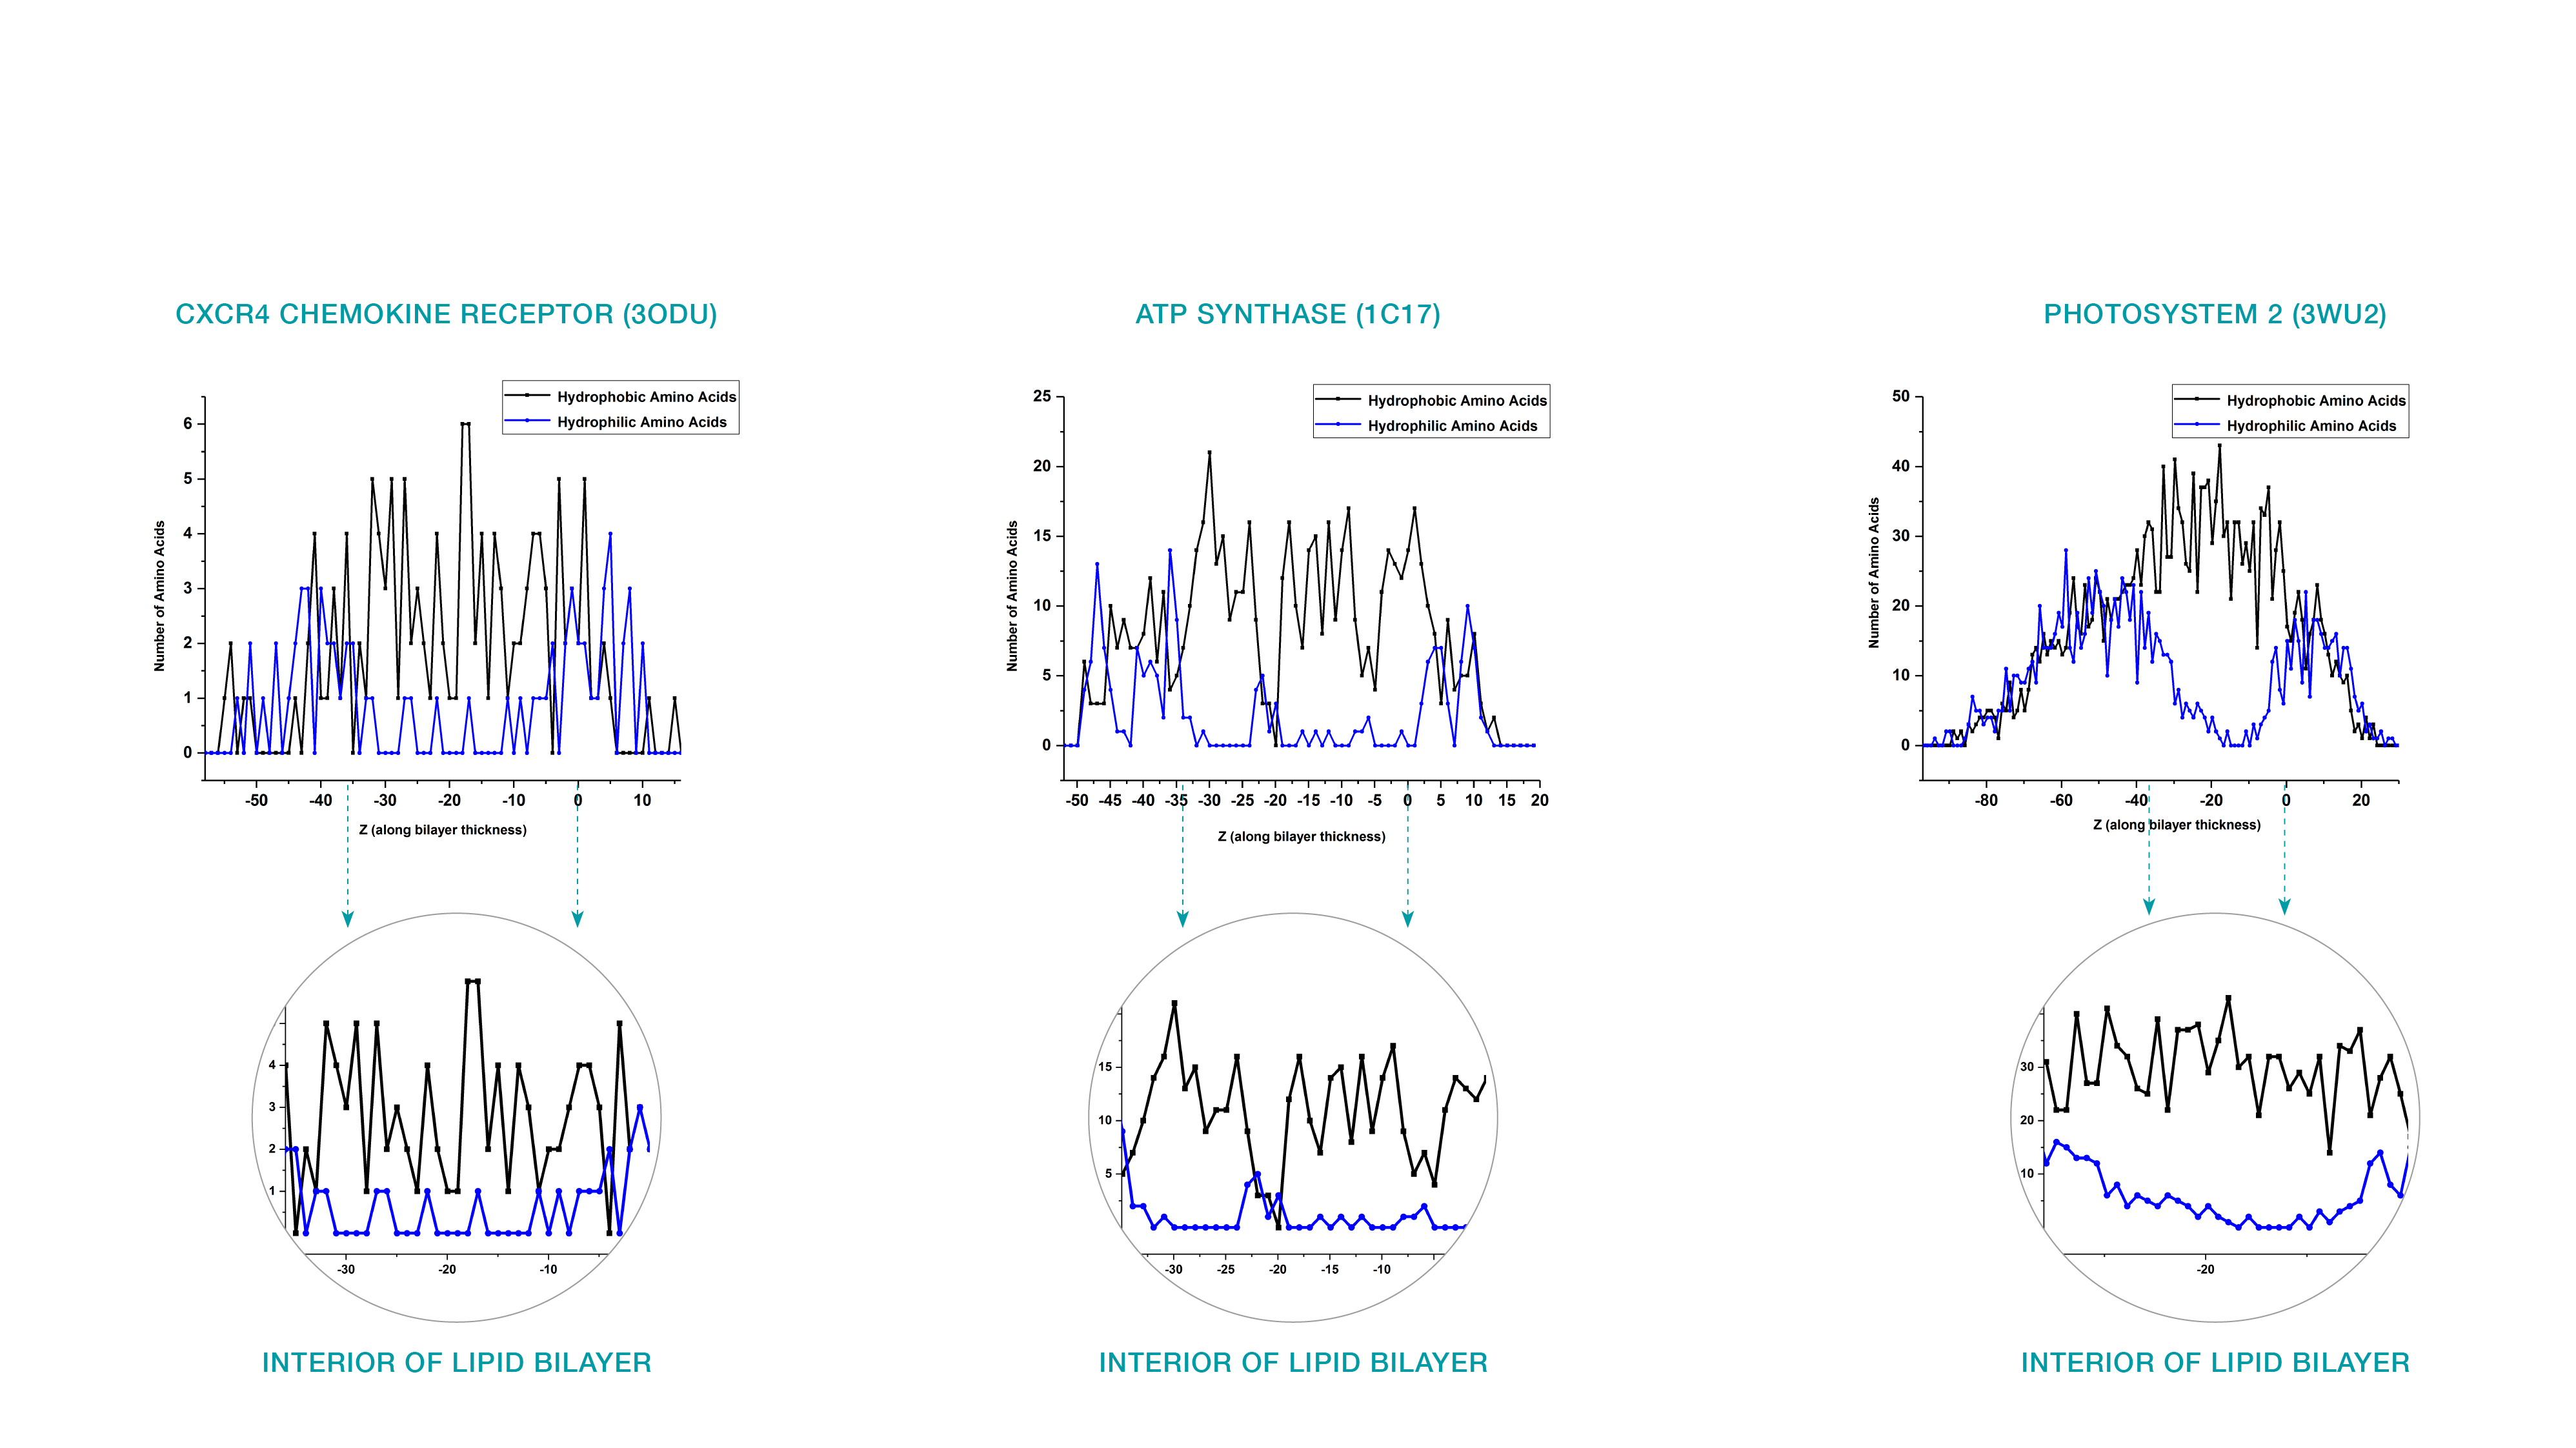 CXCR4 CHEMOKINE RECEPTOR (3ODU)
6
5
4
3
2
1
0
Number of Amino Acids
Hydrophobic Amino Acids
Hydrophilic Amino Acids
-50 -40 -30 -20 -10 0 10
Z (along bilayer thickness)
4
3
2
1
-30 -20 -10
INTERIOR OF LIPID BILAYER
ATP SYNTHASE (1C17)
25
20
15
10
5
0
Number of Amino Acids
Hydrophobic Amino Acids
Hydrophilic Amino Acids
-50 -45 -40 -35 -30 -25 -20 -15 -10 -5 0 5 10 15 20
Z (along bilayer thickness)
15
10
5
-30 -25 -20 -15 -10
INTERIOR OF LIPID BILAYER
PHOTOSYSTEM 2 (3WU2)
50
40
30
20
10
0
Number of Amino Acids
Hydrophobic Amino Acids
Hydrophilic Amino Acids
-80 -60 -40 -20 0 20
Z (along bilayer thickness)
30
20
10
-20
INTERIOR OF LIPID BILAYER